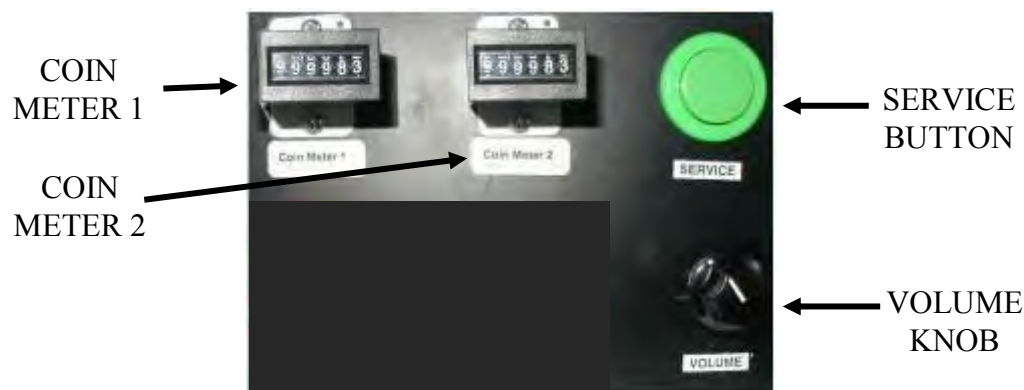 COIN
METER 1
COIN
METER 2
Coin Meter 1
Coin Meter 2
SERVICE
VOLUME
SERVICE
BUTTON
VOLUME
KNOB